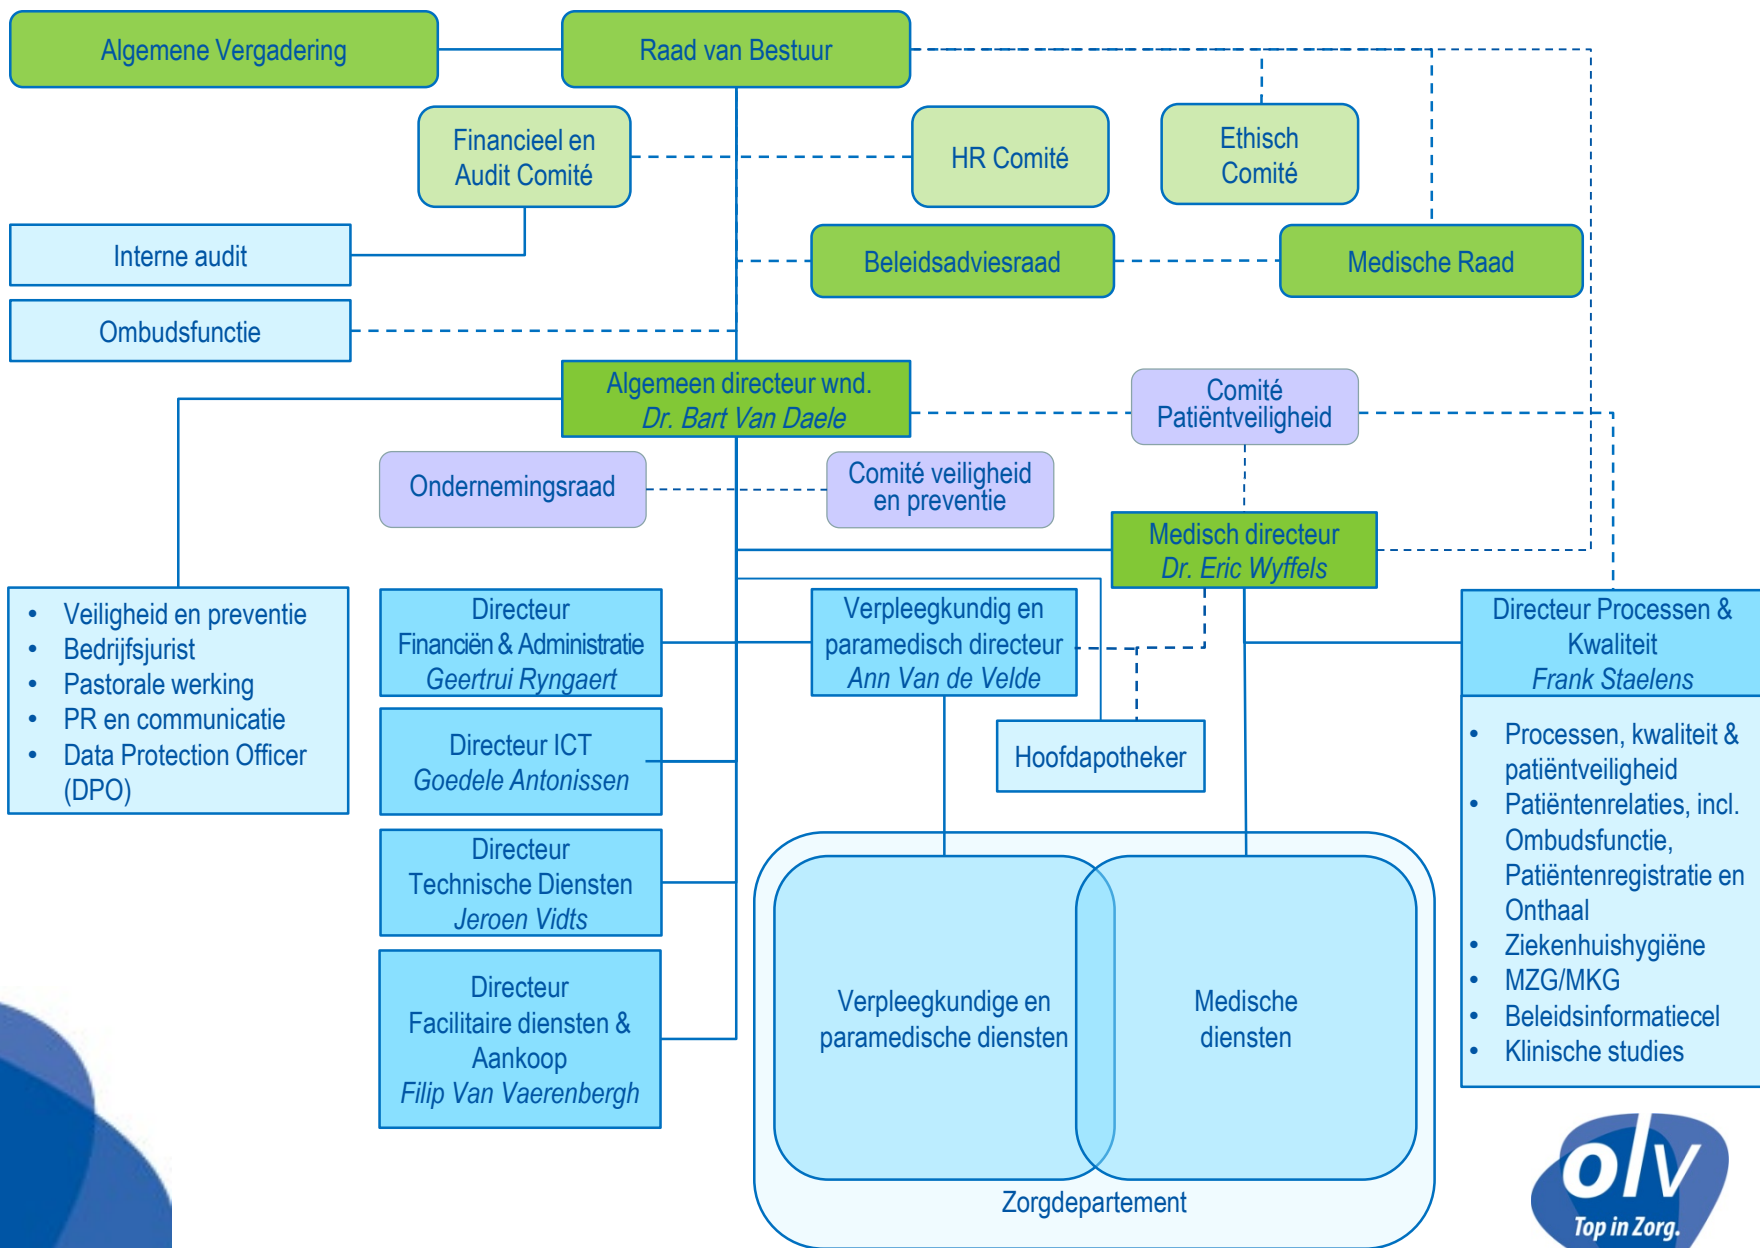 Algemene Vergadering
Raad van Bestuur
Financieel en
Audit Comité
HR Comité
Ethisch
Comité
Interne audit
Beleidsadviesraad
Medische Raad
Ombudsfunctie
Algemeen directeur wnd.
Dr. Bart Van Daele
Comité
Patiëntveiligheid
Ondernemingsraad
Comité veiligheid
en preventie
Medisch directeur
Dr. Eric Wyffels
• Veiligheid en preventie
• Bedrijfsjurist
• Pastorale werking
• PR en communicatie
• Data Protection Officer
(DPO)
Directeur
Financiën & Administratie
Geertrui Ryngaert
Verpleegkundig en
paramedisch directeur
Ann Van de Velde
Directeur Processen &
Kwaliteit
Frank Staelens
Directeur ICT
Goedele Antonissen
Hoofdapotheker
• Processen, kwaliteit &
patiëntveiligheid
• Patiëntenrelaties, incl.
Ombudsfunctie,
Patiëntenregistratie en
Onthaal
• Ziekenhuishygiëne
• MZG/MKG
• Beleidsinformatiecel
• Klinische studies
Directeur
Technische Diensten
Jeroen Vidts
Directeur
Facilitaire diensten &
Aankoop
Filip Van Vaerenbergh
Verpleegkundige en
paramedische diensten
Medische
diensten
Zorgdepartement
olv
Top in Zorg.